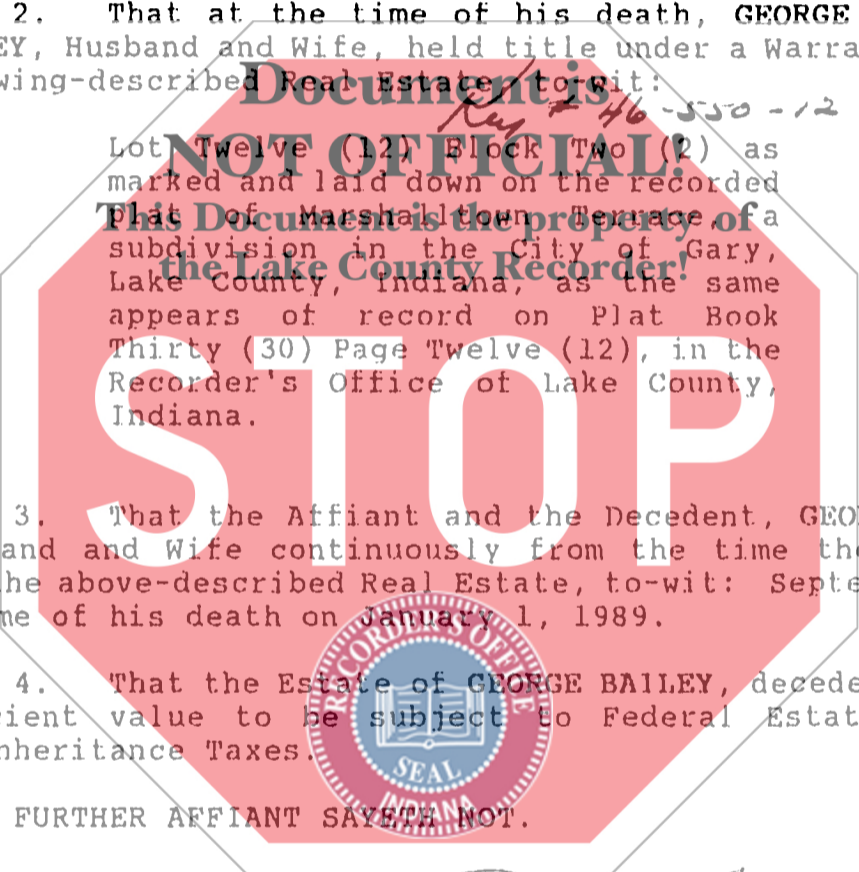 2. That at the time of his death, GEORGE
EY, Husband and Wife, held title under a Warra
wing-described Real Estate, to-wit:
Key # 46-550-12
Lot Twelve (12) Block Two (2) as
marked and laid down on the recorded
plat of Marshalltown Terrace, a
subdivision in the City of Gary,
Lake County, Indiana, as the same
appears of record on Plat Book
Thirty (30) Page Twelve (12), in the
Recorder's Office of Lake County,
Indiana.
Document is
NOT OFFICIAL!
This Document is the property of
the Lake County Recorder!
STOP
3. That the Affiant and the Decedent, GEO
and and Wife continuously from the time th
he above-described Real Estate, to-wit: Septe
me of his death on January 1, 1989.
4. That the Estate of GEORGE BAILEY, decede
cient value to be subject to Federal Estat
nheritance Taxes.
RECORDER'S OFFICE
SEAL
INDIANA
FURTHER AFFIANT SAYETH NOT.